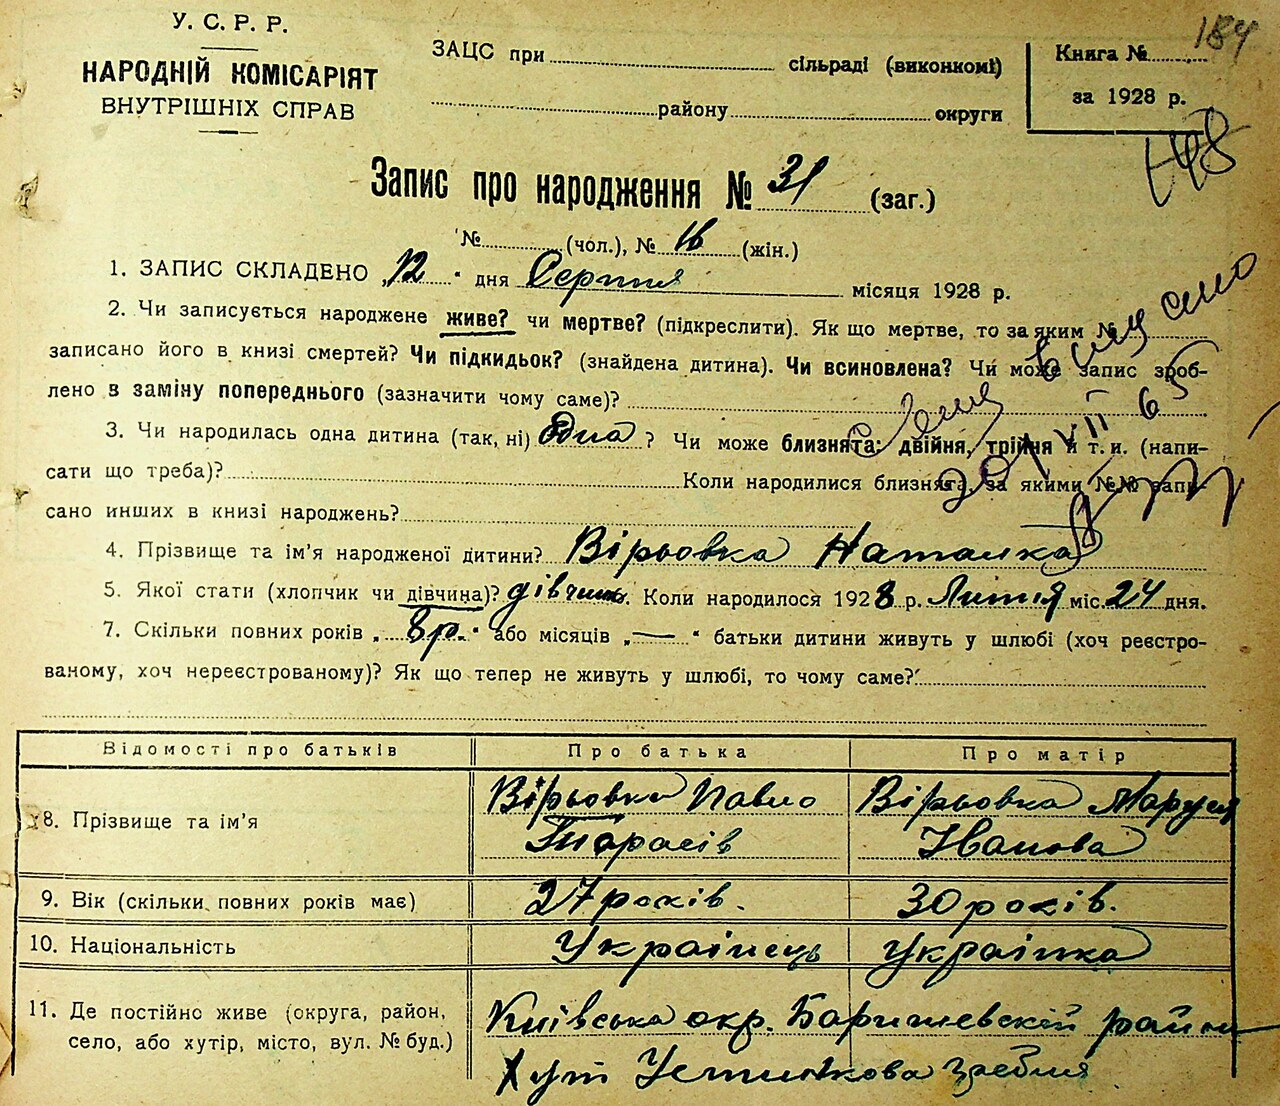 184
У. С. Р. Р.
НАРОДНІЙ КОМІСАРІЯТ
ВНУТРІШНІХ СПРАВ
ЗАЦС при сільраді (виконкомі)
району округи
Книга №
за 1928 р.
148
Запис про народження № 31 (заг.)
№ (чол.), № 16 (жін.)
1. ЗАПИС СКЛАДЕНО „12“ дня Серпня місяця 1928 р.
2. Чи записується народжене живе? чи мертве? (підкреслити). Як що мертве, то за яким №
записано його в книзі смертей? Чи підкидьок? (знайдена дитина). Чи всиновлена? Чи може запис зроб-
лено в заміну попереднього (зазначити чому саме)?
3. Чи народилась одна дитина (так, ні) Одна ? Чи може близнята: двійня, трійня й т. и. (напи-
сати що треба)? Коли народилися близнята, за якими №№ запи-
сано инших в книзі народжень?
20/VII 65
4. Прізвище та ім'я народженої дитини? Вірьовка Наталка
5. Якої стати (хлопчик чи дівчина)? дівчина. Коли народилося 1928 р. Липня міс. 24 дня.
7. Скільки повних років „8р.“ або місяців „—“ батьки дитини живуть у шлюбі (хоч реєстро-
ваному, хоч нереєстрованому)? Як що тепер не живуть у шлюбі, то чому саме?
Відомості про батьків Про батька Про матір
8. Прізвище та ім'я Вірьовка Павло Вірьовка Маруся
Тарасів Іванова
9. Вік (скільки повних років має) 27 років. 30 років.
10. Національність Українець Українка
11. Де постійно живе (округа, район, Київська окр. Баришевский район
село, або хутір, місто, вул. № буд.) Хут Устинкова Гребля